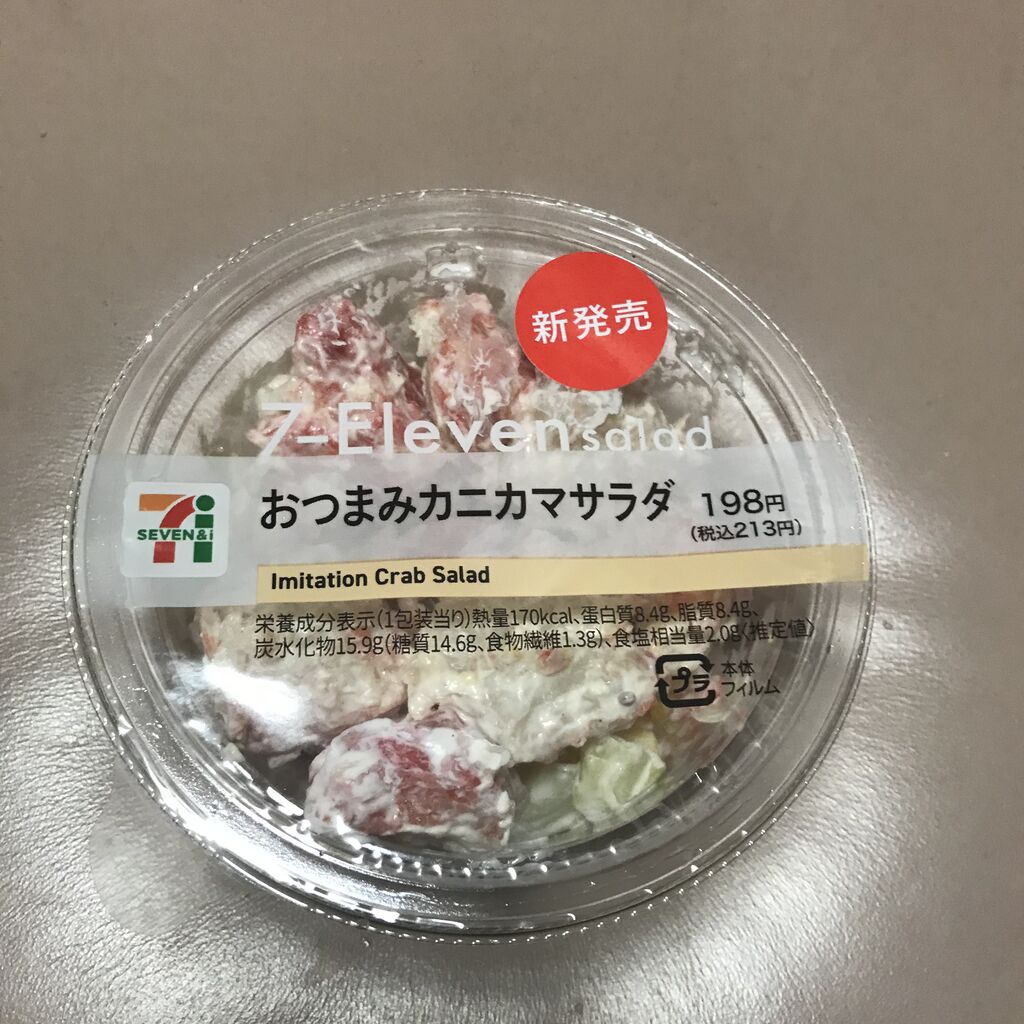 新発売
7-Eleven salad
SEVEN&i
おつまみカニカマサラダ 198円
(税込213円)
Imitation Crab Salad
栄養成分表示(1包装当り)熱量170kcal、蛋白質8.4g、脂質8.4g、
炭水化物15.9g(糖質14.6g、食物繊維1.3g)、食塩相当量2.0g〈推定値〉
プラ 本体
フィルム